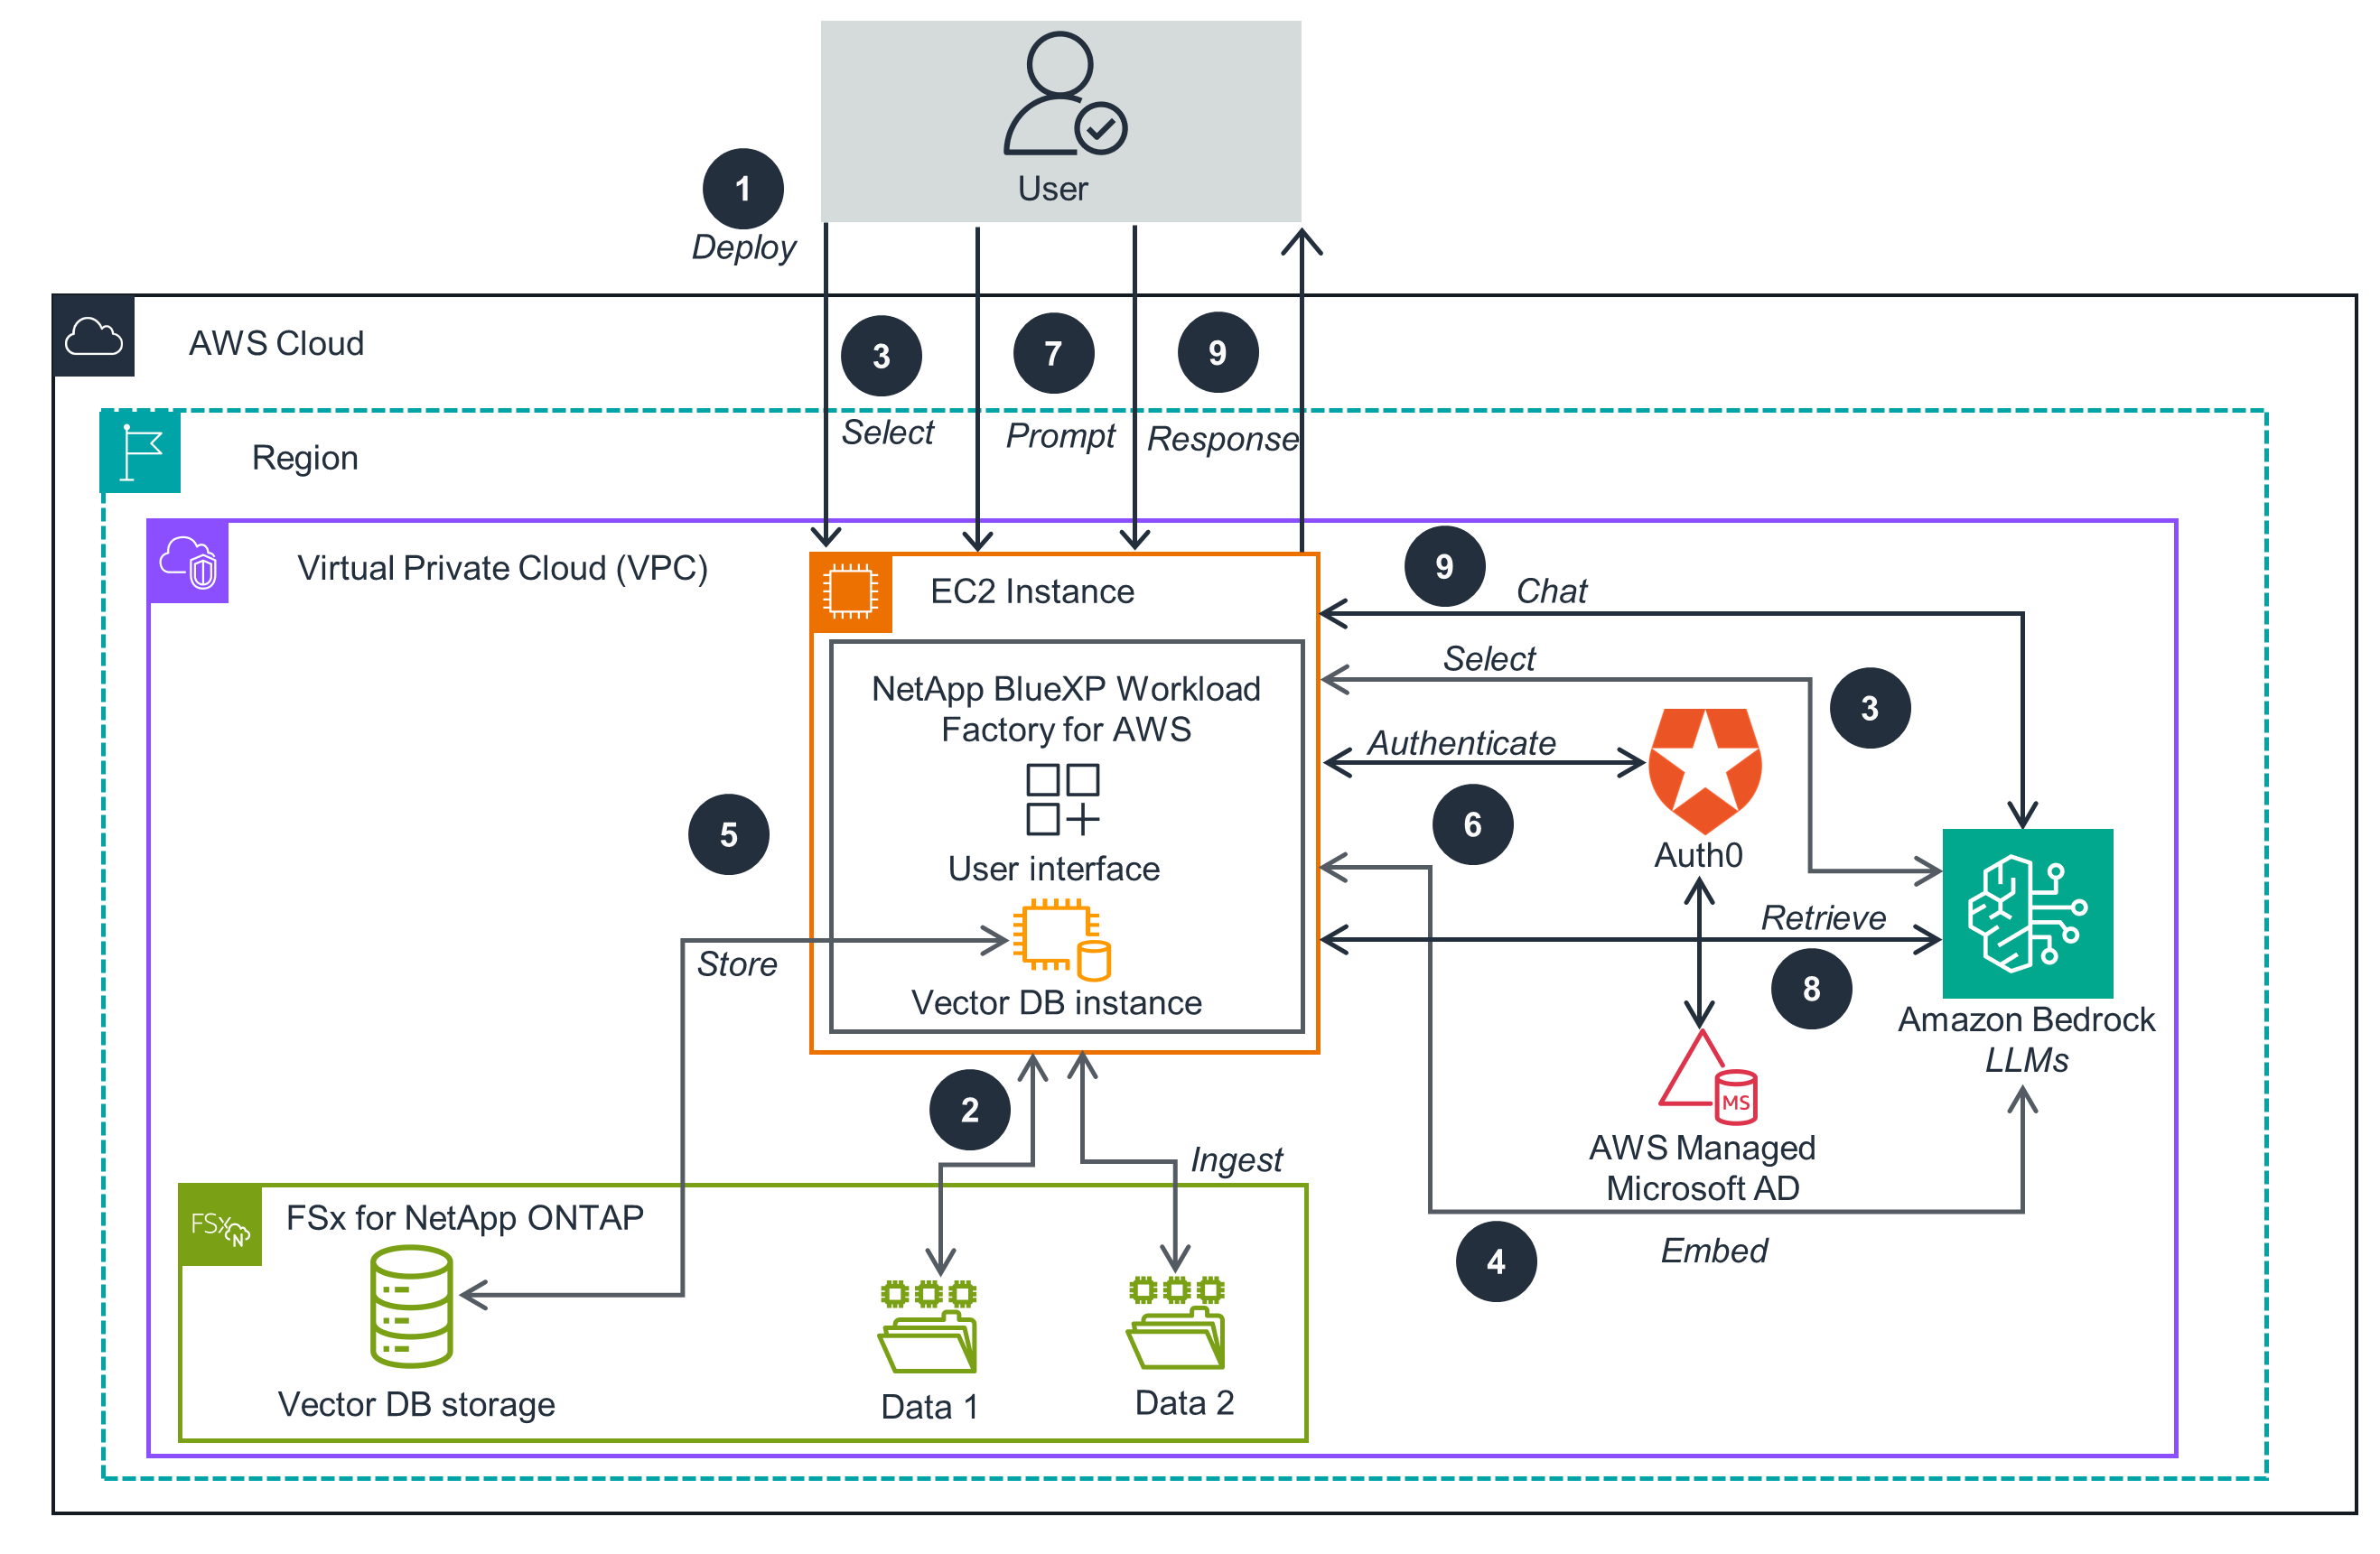 User
1
Deploy
AWS Cloud
3
7
9
Select
Prompt
Response
Region
Virtual Private Cloud (VPC)
EC2 Instance
9
Chat
NetApp BlueXP Workload
Factory for AWS
Select
3
Authenticate
6
Auth0
5
User interface
Store
Vector DB instance
Retrieve
8
Amazon Bedrock
LLMs
2
MS
AWS Managed
Microsoft AD
Ingest
4
Embed
FSx
N
FSx for NetApp ONTAP
Vector DB storage
Data 1
Data 2